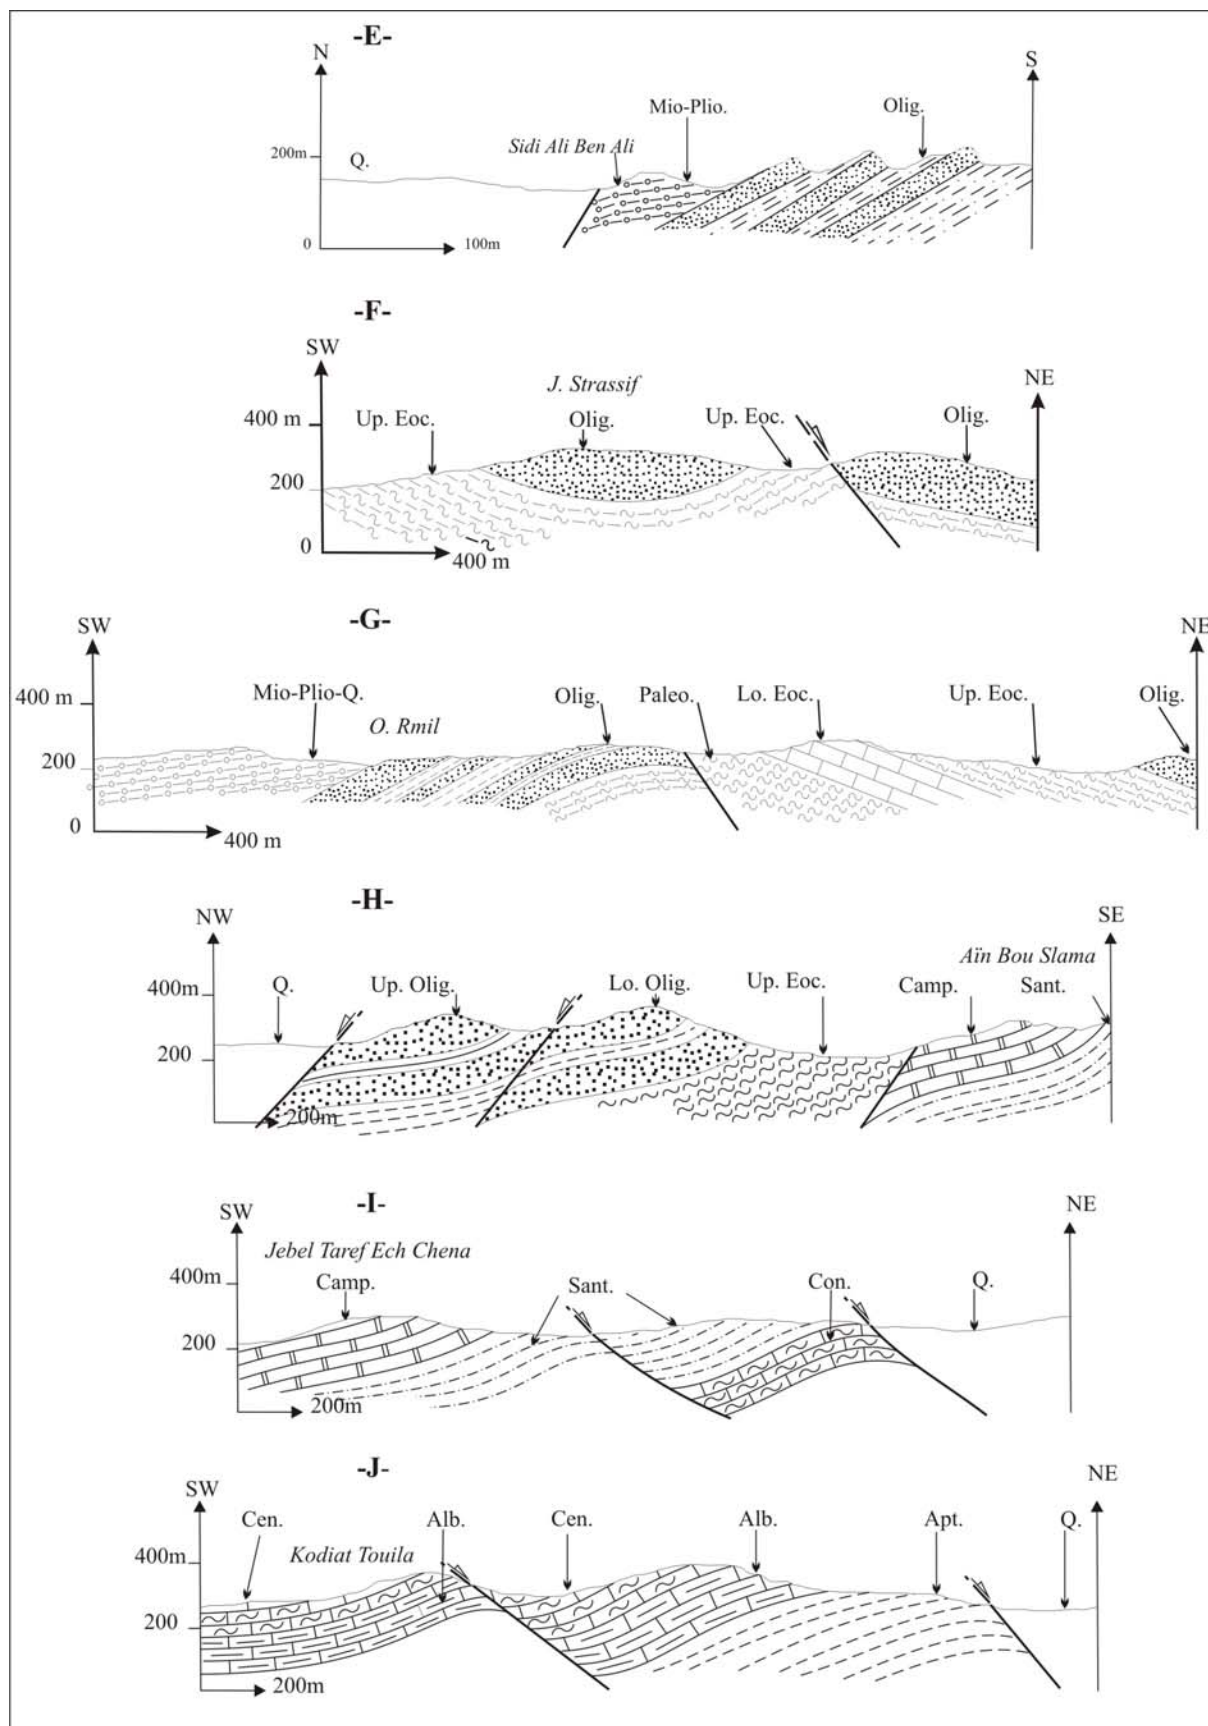 -E-
N
S
Mio-Plio.
Olig.
Sidi Ali Ben Ali
200m
Q.
0
100m
-F-
SW
NE
J. Strassif
400 m
Up. Eoc.
Olig.
Up. Eoc.
Olig.
200
0
400 m
-G-
SW
NE
400 m
Mio-Plio-Q.
O. Rmil
Olig.
Paleo.
Lo. Eoc.
Up. Eoc.
Olig.
200
0
400 m
-H-
NW
SE
Aïn Bou Slama
400m
Q.
Up. Olig.
Lo. Olig.
Up. Eoc.
Camp.
Sant.
200
200m
-I-
SW
NE
Jebel Taref Ech Chena
400m
Camp.
Sant.
Con.
Q.
200
200m
-J-
SW
NE
Cen.
Alb.
Cen.
Alb.
Apt.
Q.
400m
Kodiat Touila
200
200m